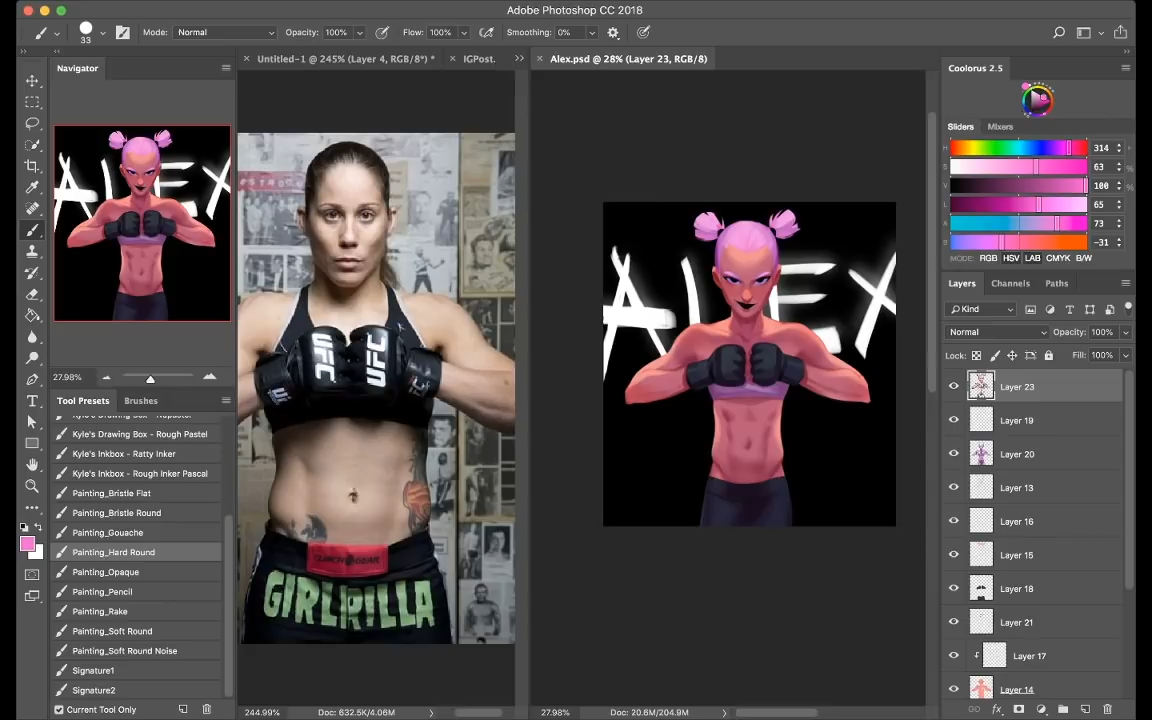 Adobe Photoshop CC 2018
33
Mode: Normal
Opacity: 100%
Flow: 100%
Smoothing: 0%
Navigator
Untitled-1 @ 245% (Layer 4, RGB/8*) *
IGPost.
Alex.psd @ 28% (Layer 23, RGB/8)
Coolorus 2.5
Sliders
Mixers
H 314
S 63 %
V 100 %
L 65
A 73
B -31
MODE: RGB HSV LAB CMYK B/W
Layers
Channels
Paths
Kind
Normal
Opacity: 100%
Lock:
Fill: 100%
Layer 23
Layer 19
Layer 20
Layer 13
Layer 16
Layer 15
Layer 18
Layer 21
Layer 17
Layer 14
ALEX
27.98%
Tool Presets
Brushes
Kyle's Drawing Box - Rough Pastel
Kyle's Inkbox - Ratty Inker
Kyle's Inkbox - Rough Inker Pascal
Painting_Bristle Flat
Painting_Bristle Round
Painting_Gouache
Painting_Hard Round
Painting_Opaque
Painting_Pencil
Painting_Rake
Painting_Soft Round
Painting_Soft Round Noise
Signature1
Signature2
Current Tool Only
UFC
UFC
GIRLRILLA
ALEX
244.99%
Doc: 632.5K/4.06M
27.98%
Doc: 20.6M/204.9M